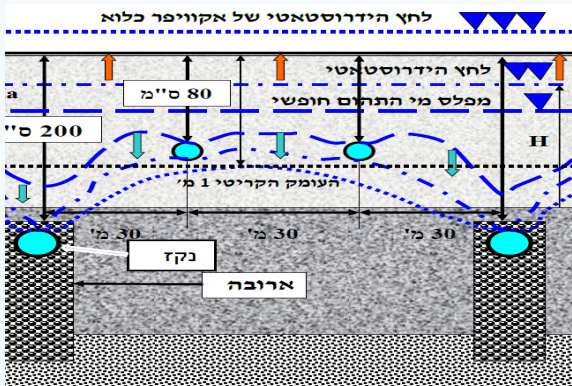 לחץ הידרוסטאטי של אקוויפר כלוא
לחץ הידרוסטאטי
a
80 ס"מ
מפלס מי התהום חופשי
200 ס"
H
העומק הקריטי 1 מ'
30 מ'
30 מ'
30 מ'
נקז
ארובה